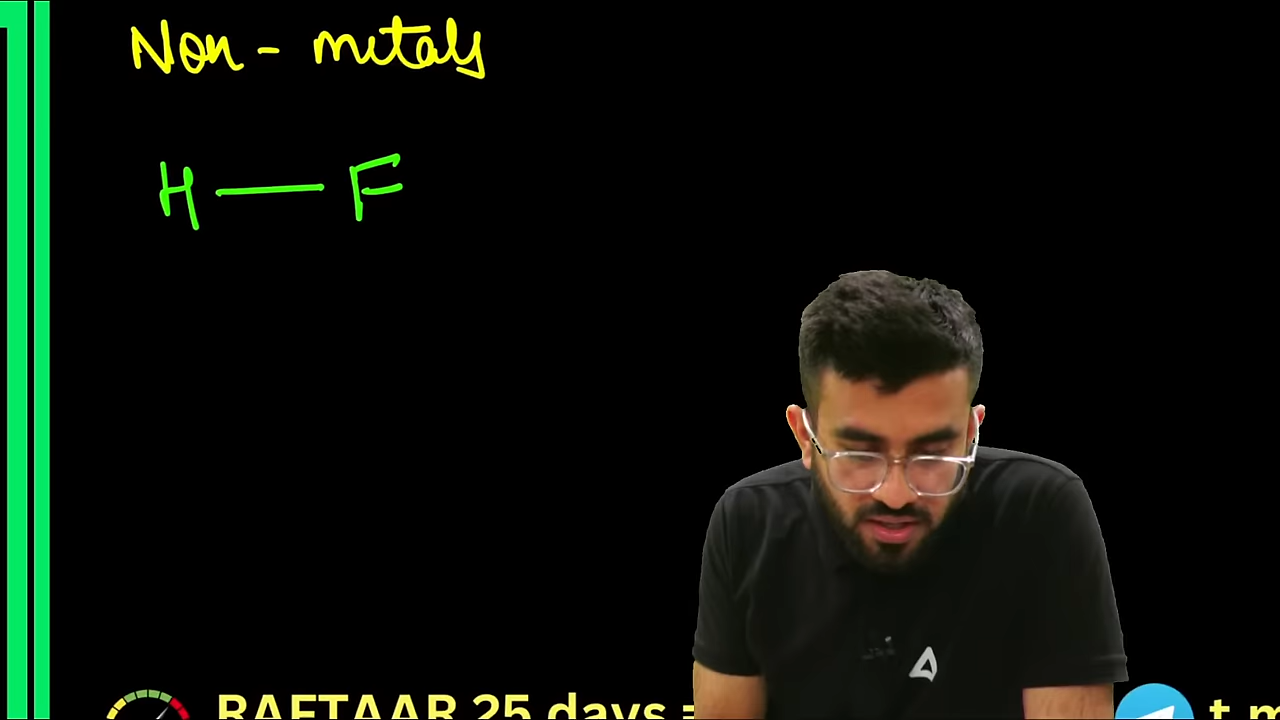 Non - metals
H — F
RAFTAAR 25 days =
t.m